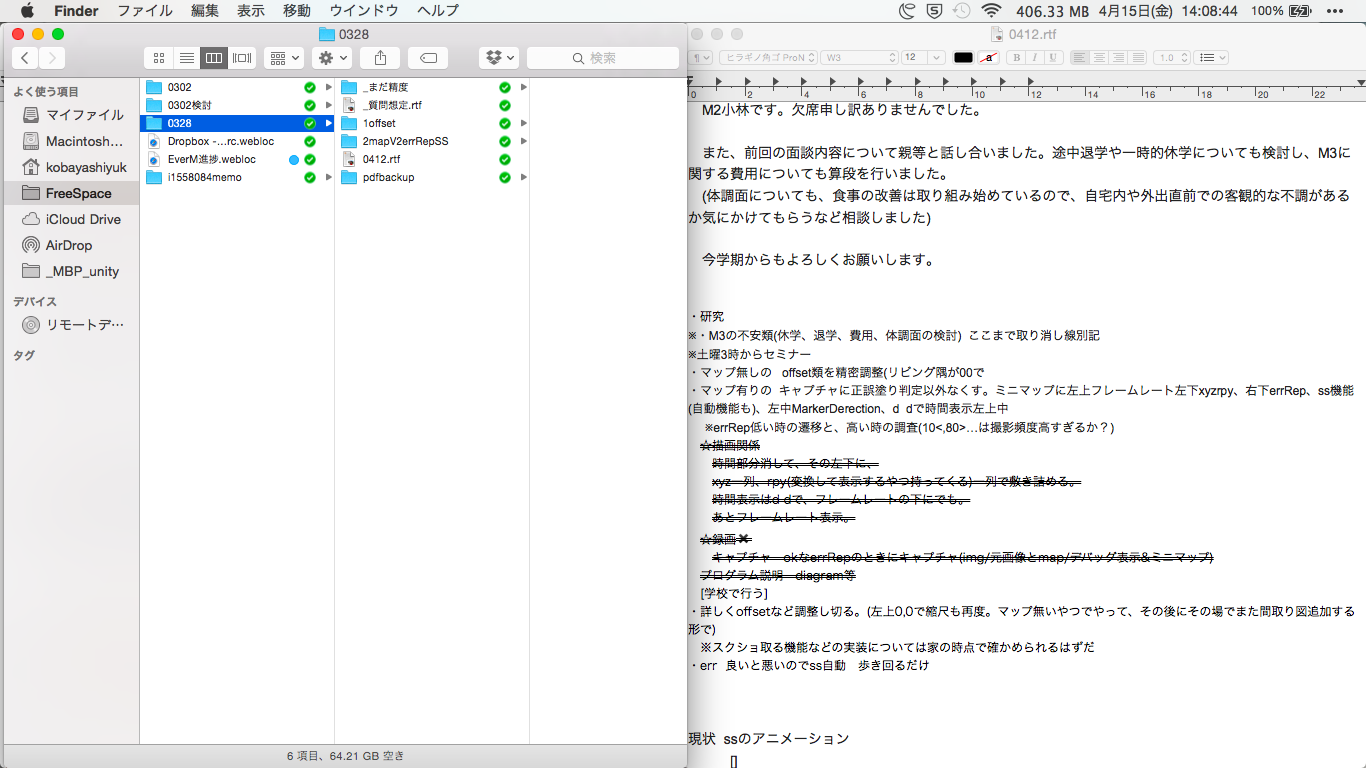 Finder ファイル 編集 表示 移動 ウインドウ ヘルプ 406.33 MB 4月15日(金) 14:08:44 100%
0328
検索
よく使う項目
マイファイル
Macintosh…
kobayashiyuk
FreeSpace
iCloud Drive
AirDrop
_MBP_unity
デバイス
リモートデ…
タグ
0302
0302検討
0328
Dropbox -...rc.webloc
EverM進捗.webloc
i1558084memo
_まだ精度
_質問想定.rtf
1offset
2mapV2errRepSS
0412.rtf
pdfbackup
6 項目、64.21 GB 空き
0412.rtf
ヒラギノ角ゴ ProN W3 12 a B I U 1.0
0 2 4 6 8 10 12 14 16 18 20 22
M2小林です。欠席申し訳ありませんでした。
また、前回の面談内容について親等と話し合いました。途中退学や一時的休学についても検討し、M3に
関する費用についても算段を行いました。
(体調面についても、食事の改善は取り組み始めているので、自宅内や外出直前での客観的な不調がある
か気にかけてもらうなど相談しました)
今学期からもよろしくお願いします。
・研究
※・M3の不安類(休学、退学、費用、体調面の検討) ここまで取り消し線別記
※土曜3時からセミナー
・マップ無しの offset類を精密調整(リビング隅が00で
・マップ有りの キャプチャに正誤塗り判定以外なくす。ミニマップに左上フレームレート左下xyzrpy、右下errRep、ss機能
(自動機能も)、左中MarkerDerection、d dで時間表示左上中
※errRep低い時の遷移と、高い時の調査(10<,80>…は撮影頻度高すぎるか？)
☆描画関係
時間部分消して、その左下に、
xyz一列、rpy(変換して表示するやつ持ってくる)一列で敷き詰める。
時間表示はd dで、フレームレートの下にでも。
あとフレームレート表示。
☆録画✖
キャプチャ okなerrRepのときにキャプチャ(img/元画像とmap/デバッグ表示&ミニマップ)
プログラム説明 diagram等
[学校で行う]
・詳しくoffsetなど調整し切る。(左上0,0で縮尺も再度。マップ無いやつでやって、その後にその場でまた間取り図追加する
形で)
※スクショ取る機能などの実装については家の時点で確かめられるはずだ
・err 良いと悪いのでss自動 歩き回るだけ
現状 ssのアニメーション
[]